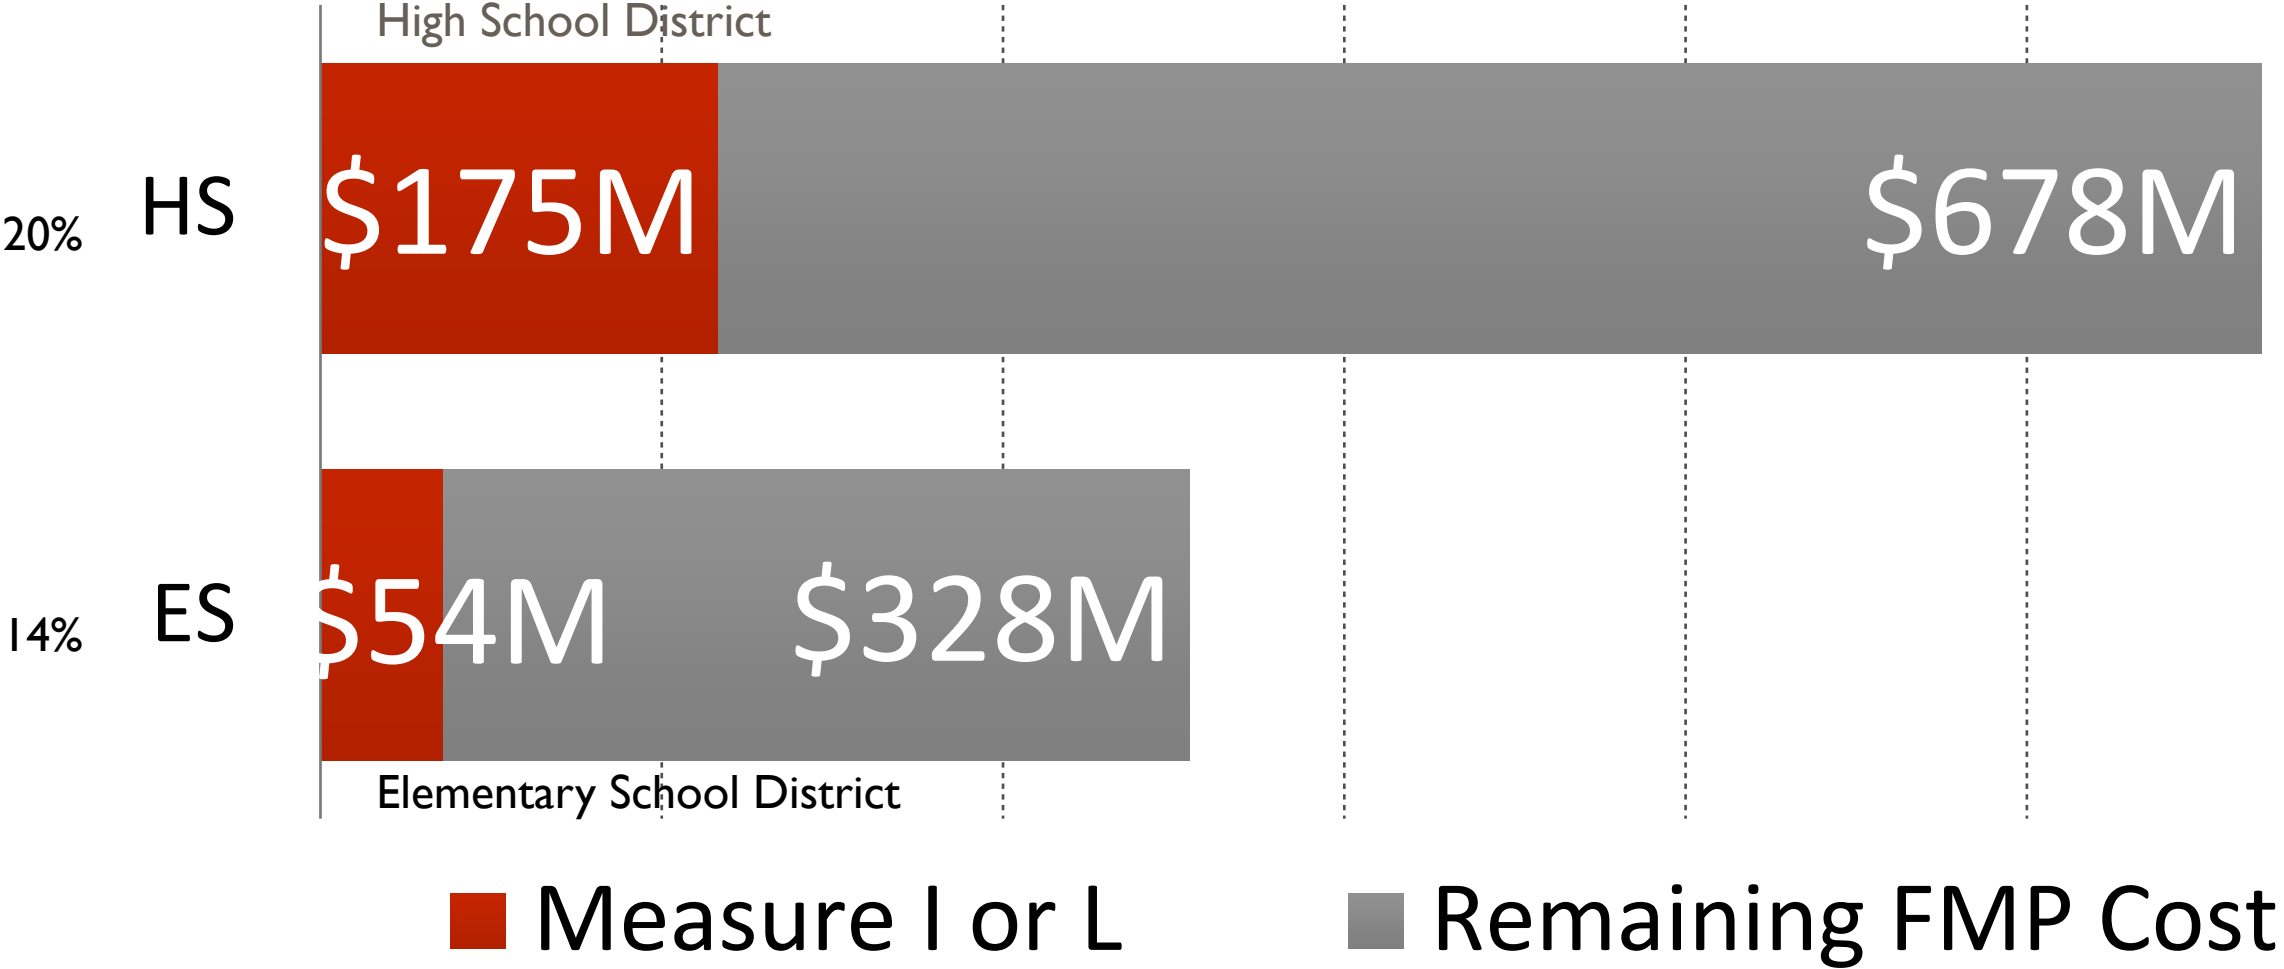 High School District
20% HS $175M $678M
14% ES $54M $328M
Elementary School District
Measure I or L Remaining FMP Cost